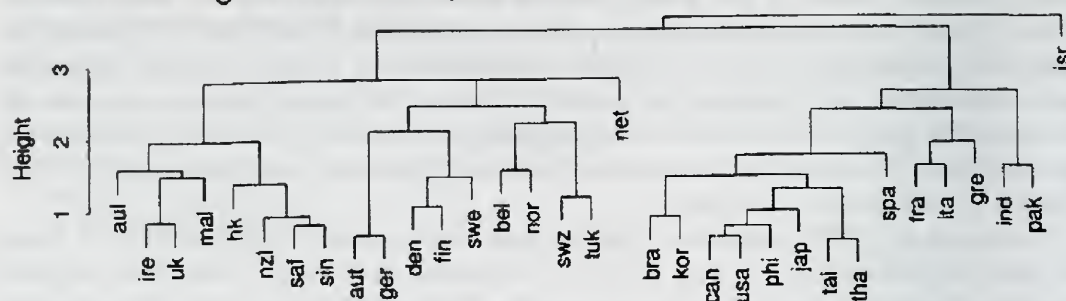 Height
3
2
1
aul
ire
uk
mal
hk
nzl
saf
sin
aut
ger
den
fin
swe
bel
nor
swz
tuk
net
bra
kor
can
usa
phi
jap
tai
tha
spa
fra
ita
gre
ind
pak
isr